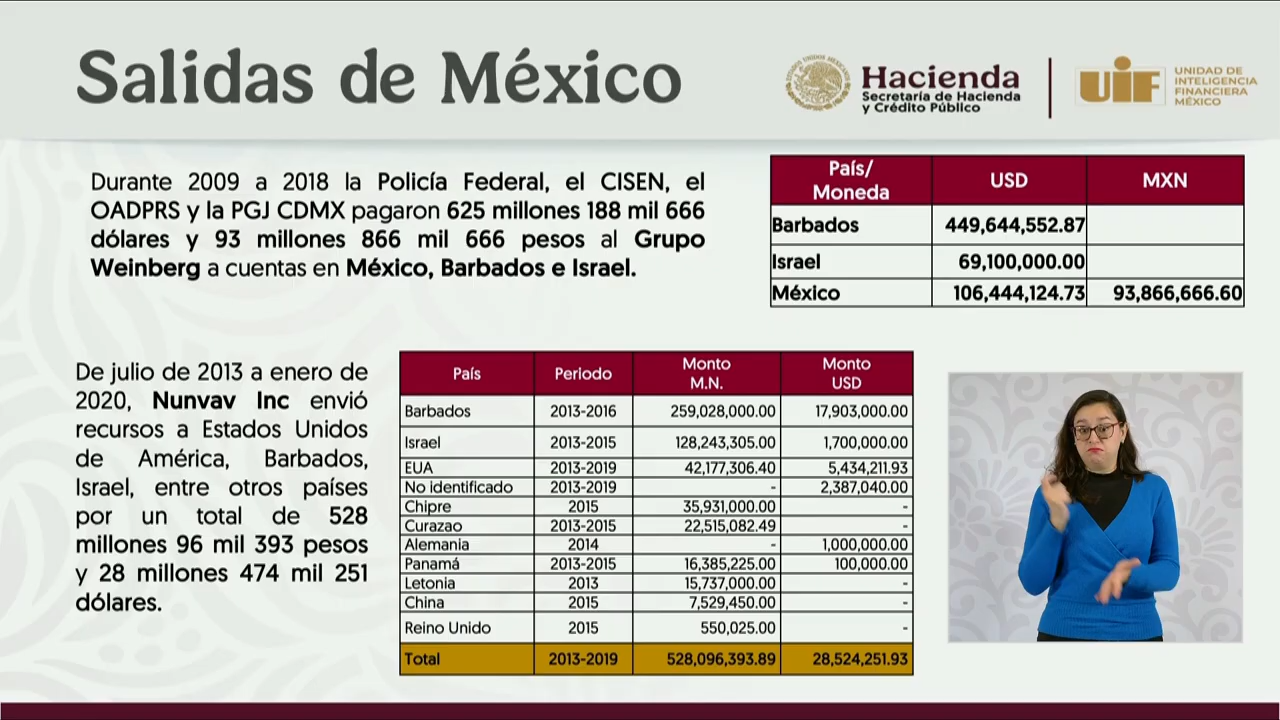 Salidas de México
Hacienda
Secretaría de Hacienda
y Crédito Público
UIF
UNIDAD DE
INTELIGENCIA
FINANCIERA
MÉXICO
Durante 2009 a 2018 la Policía Federal, el CISEN, el
OADPRS y la PGJ CDMX pagaron 625 millones 188 mil 666
dólares y 93 millones 866 mil 666 pesos al Grupo
Weinberg a cuentas en México, Barbados e Israel.
País/
Moneda
USD
MXN
Barbados 449,644,552.87
Israel 69,100,000.00
México 106,444,124.73 93,866,666.60
De julio de 2013 a enero de
2020, Nunvav Inc envió
recursos a Estados Unidos
de América, Barbados,
Israel, entre otros países
por un total de 528
millones 96 mil 393 pesos
y 28 millones 474 mil 251
dólares.
País
Periodo
Monto
M.N.
Monto
USD
Barbados 2013-2016 259,028,000.00 17,903,000.00
Israel 2013-2015 128,243,305.00 1,700,000.00
EUA 2013-2019 42,177,306.40 5,434,211.93
No identificado 2013-2019 - 2,387,040.00
Chipre 2015 35,931,000.00 -
Curazao 2013-2015 22,515,082.49 -
Alemania 2014 - 1,000,000.00
Panamá 2013-2015 16,385,225.00 100,000.00
Letonia 2013 15,737,000.00 -
China 2015 7,529,450.00 -
Reino Unido 2015 550,025.00 -
Total 2013-2019 528,096,393.89 28,524,251.93